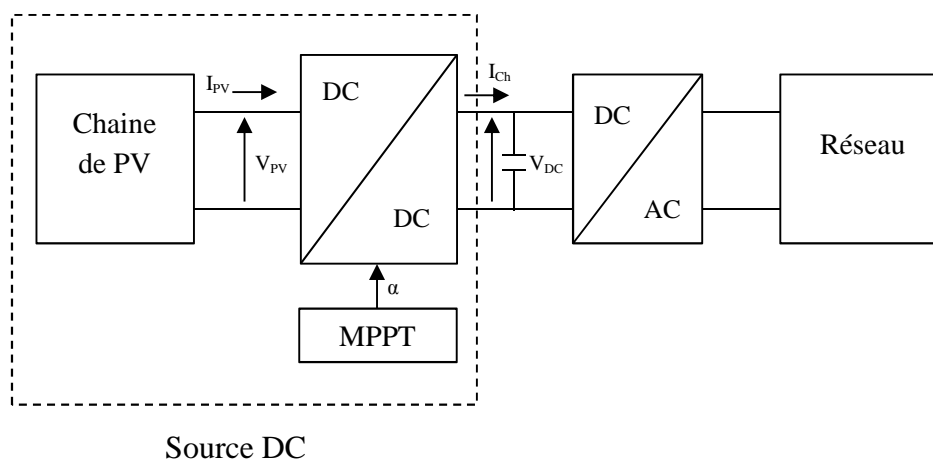 Chaine
de PV
I_PV
V_PV
DC
DC
α
MPPT
I_Ch
V_DC
DC
AC
Réseau
Source DC